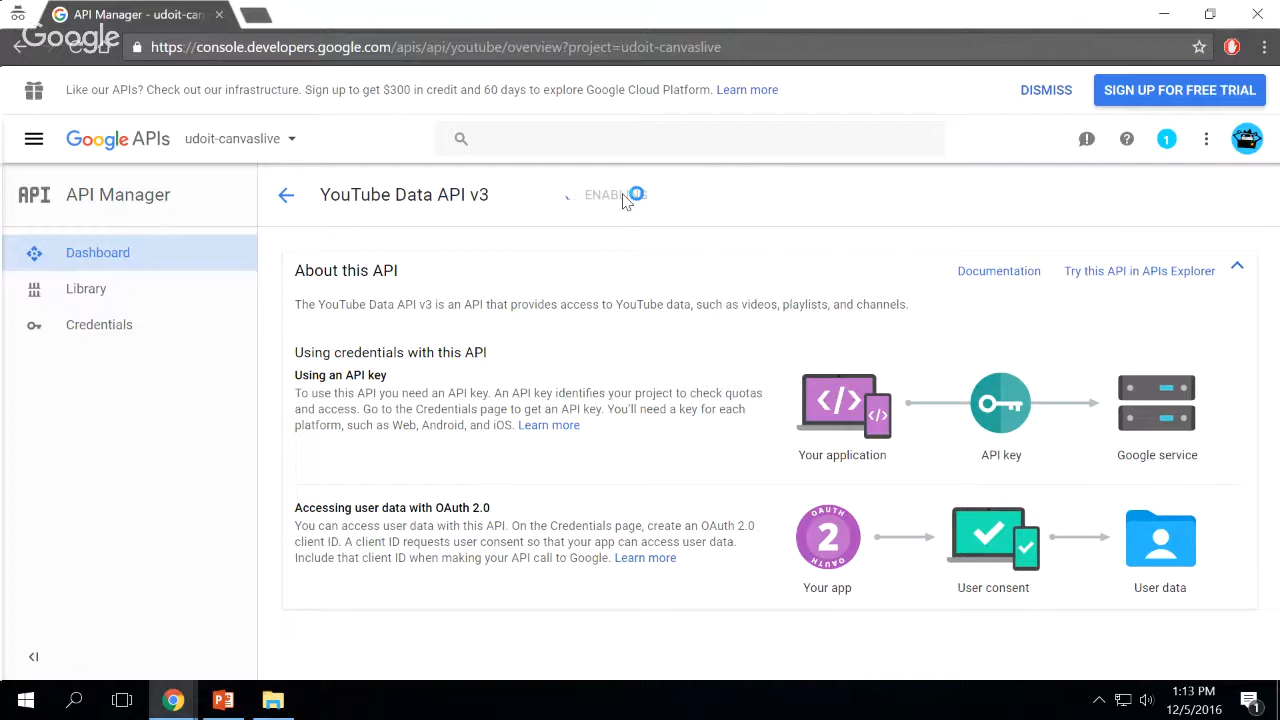 API Manager - udoit-can
Google
https://console.developers.google.com/apis/api/youtube/overview?project=udoit-canvaslive
Like our APIs? Check out our infrastructure. Sign up to get $300 in credit and 60 days to explore Google Cloud Platform. Learn more
DISMISS
SIGN UP FOR FREE TRIAL
Google APIs
udoit-canvaslive
1
API
API Manager
YouTube Data API v3
Dashboard
Library
Credentials
About this API
Documentation
Try this API in APIs Explorer
The YouTube Data API v3 is an API that provides access to YouTube data, such as videos, playlists, and channels.
Using credentials with this API
Using an API key
To use this API you need an API key. An API key identifies your project to check quotas
and access. Go to the Credentials page to get an API key. You'll need a key for each
platform, such as Web, Android, and iOS. Learn more
</>
</>
Your application
API key
Google service
Accessing user data with OAuth 2.0
You can access user data with this API. On the Credentials page, create an OAuth 2.0
client ID. A client ID requests user consent so that your app can access user data.
Include that client ID when making your API call to Google. Learn more
OAUTH
2
OAUTH
Your app
User consent
User data
1:13 PM
12/5/2016
1